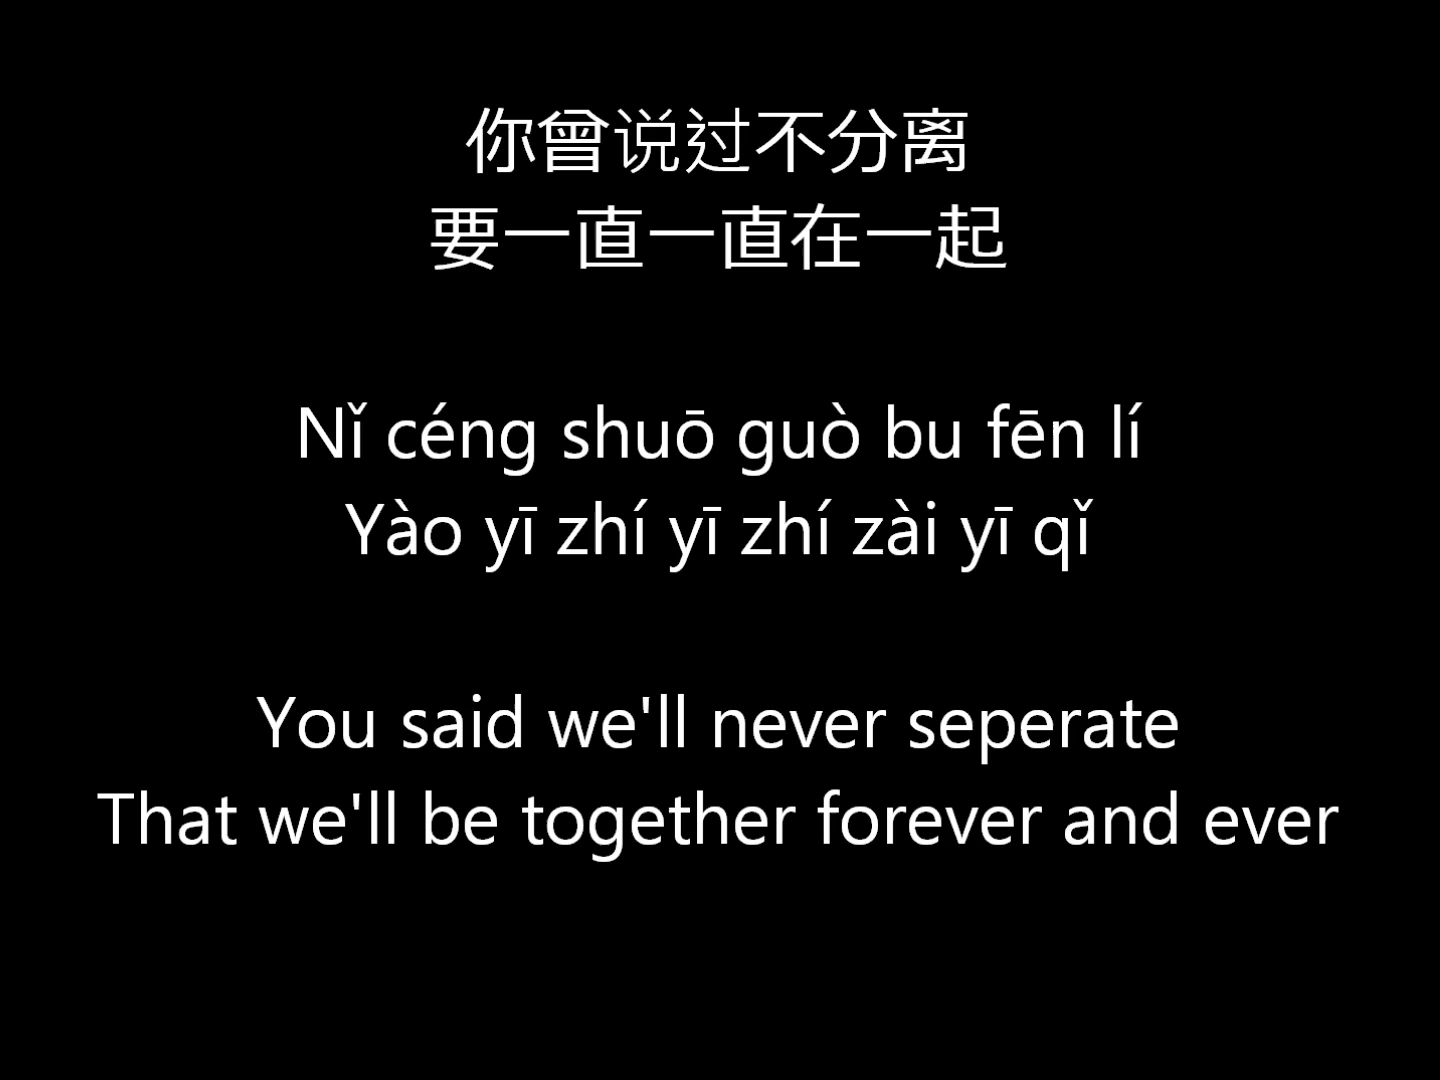 你曾说过不分离
要一直一直在一起
Nǐ céng shuō guò bu fēn lí
Yào yī zhí yī zhí zài yī qǐ
You said we'll never seperate
That we'll be together forever and ever